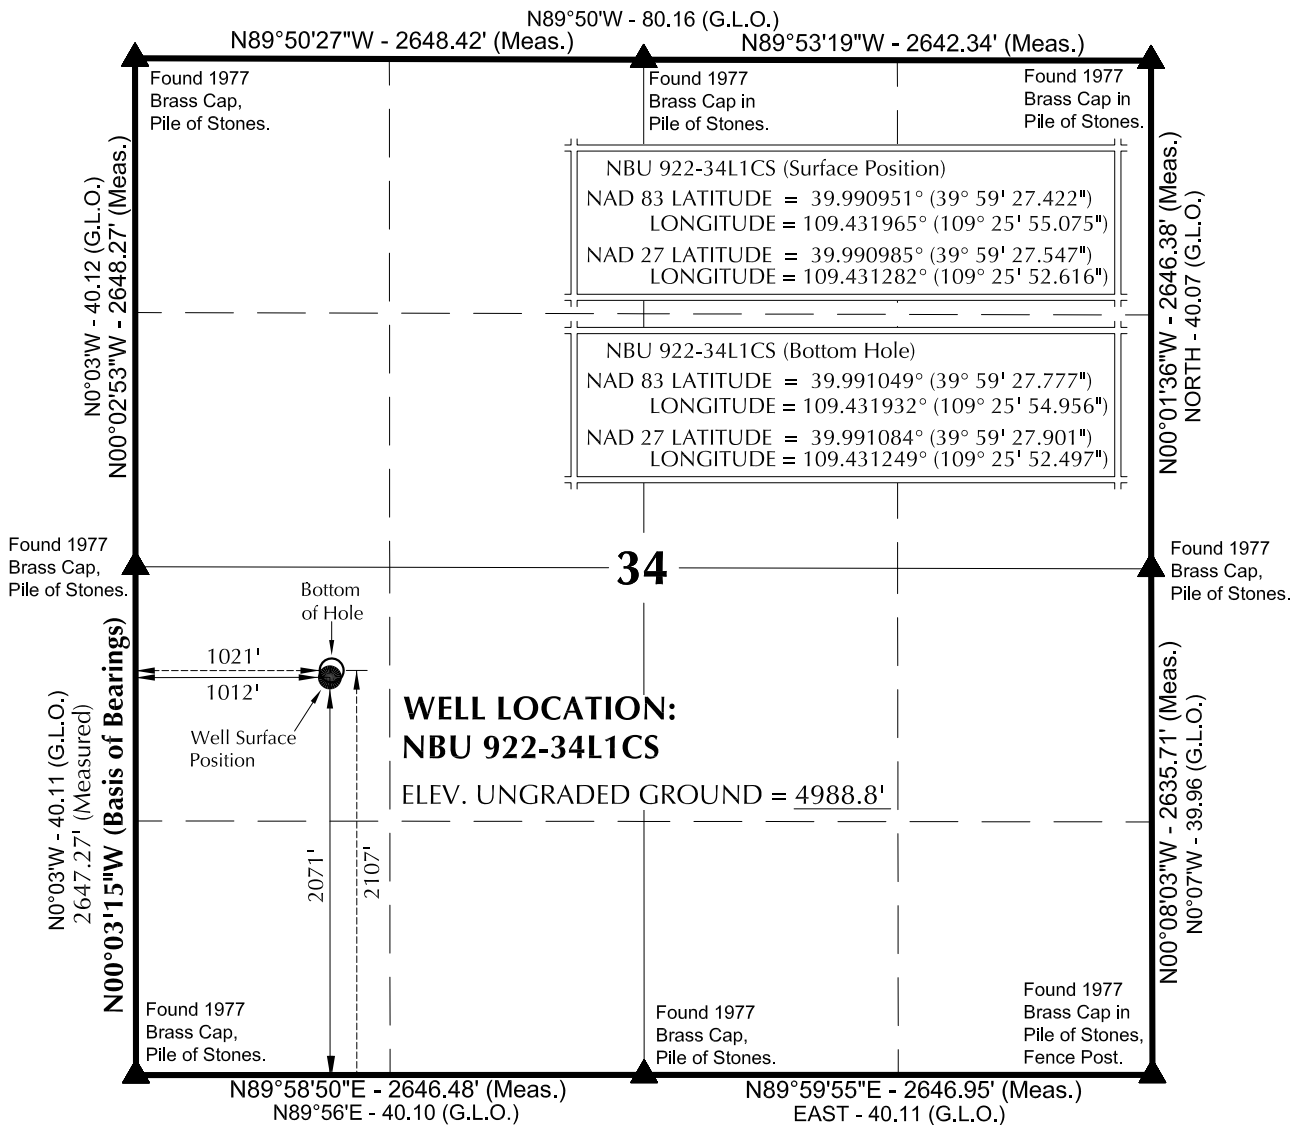 N89°50'W - 80.16 (G.L.O.)
N89°50'27"W - 2648.42' (Meas.)
N89°53'19"W - 2642.34' (Meas.)
Found 1977
Brass Cap,
Pile of Stones.
Found 1977
Brass Cap in
Pile of Stones.
Found 1977
Brass Cap in
Pile of Stones.
N0°03'W - 40.12 (G.L.O.)
N00°02'53"W - 2648.27' (Meas.)
NBU 922-34L1CS (Surface Position)
NAD 83 LATITUDE = 39.990951° (39° 59' 27.422")
LONGITUDE = 109.431965° (109° 25' 55.075")
NAD 27 LATITUDE = 39.990985° (39° 59' 27.547")
LONGITUDE = 109.431282° (109° 25' 52.616")
NBU 922-34L1CS (Bottom Hole)
NAD 83 LATITUDE = 39.991049° (39° 59' 27.777")
LONGITUDE = 109.431932° (109° 25' 54.956")
NAD 27 LATITUDE = 39.991084° (39° 59' 27.901")
LONGITUDE = 109.431249° (109° 25' 52.497")
N00°01'36"W - 2646.38' (Meas.)
NORTH - 40.07 (G.L.O.)
Found 1977
Brass Cap,
Pile of Stones.
34
Found 1977
Brass Cap,
Pile of Stones.
Bottom
of Hole
1021'
1012'
Well Surface
Position
WELL LOCATION:
NBU 922-34L1CS
ELEV. UNGRADED GROUND = 4988.8'
N0°03'W - 40.11 (G.L.O.)
2647.27' (Measured)
N00°03'15"W (Basis of Bearings)
2071'
2107'
N00°08'03"W - 2635.71' (Meas.)
N0°07'W - 39.96 (G.L.O.)
Found 1977
Brass Cap,
Pile of Stones.
Found 1977
Brass Cap,
Pile of Stones.
Found 1977
Brass Cap in
Pile of Stones,
Fence Post.
N89°58'50"E - 2646.48' (Meas.)
N89°56'E - 40.10 (G.L.O.)
N89°59'55"E - 2646.95' (Meas.)
EAST - 40.11 (G.L.O.)